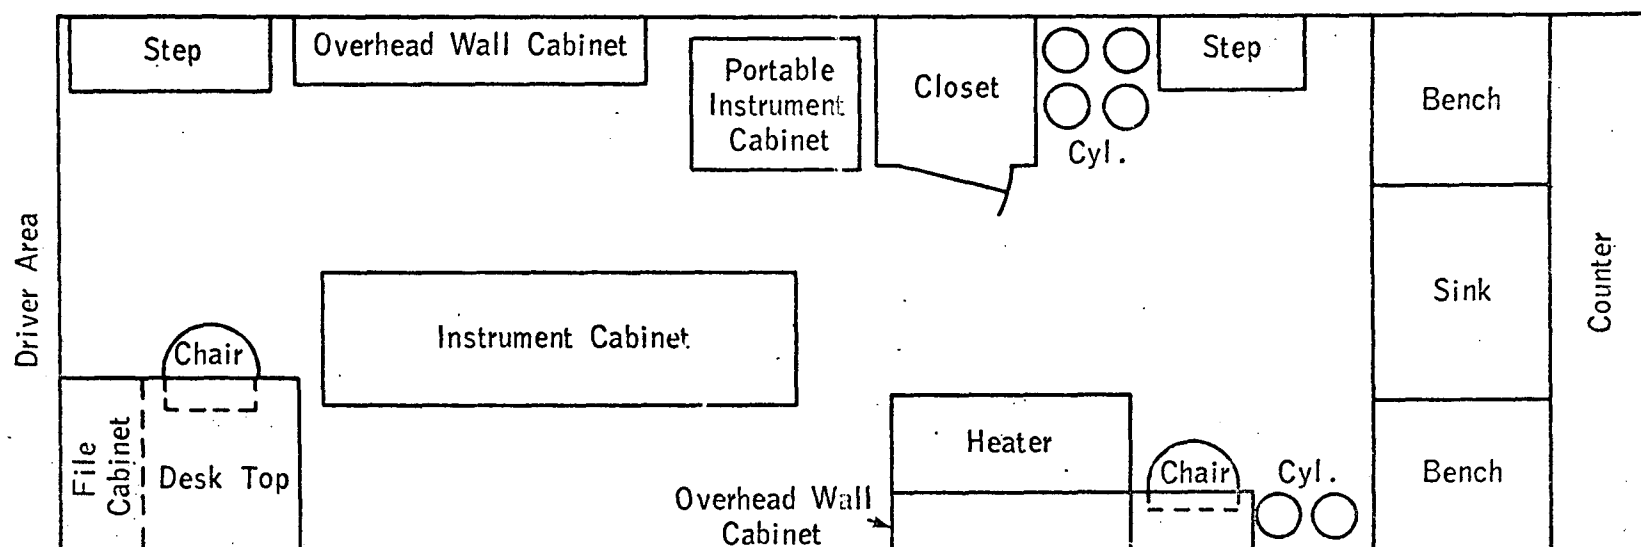 Step
Overhead Wall Cabinet
Portable
Instrument
Cabinet
Closet
Cyl.
Step
Bench
Driver Area
Chair
Instrument Cabinet
Sink
Counter
File
Cabinet
Desk Top
Heater
Overhead Wall
Cabinet
Chair
Cyl.
Bench